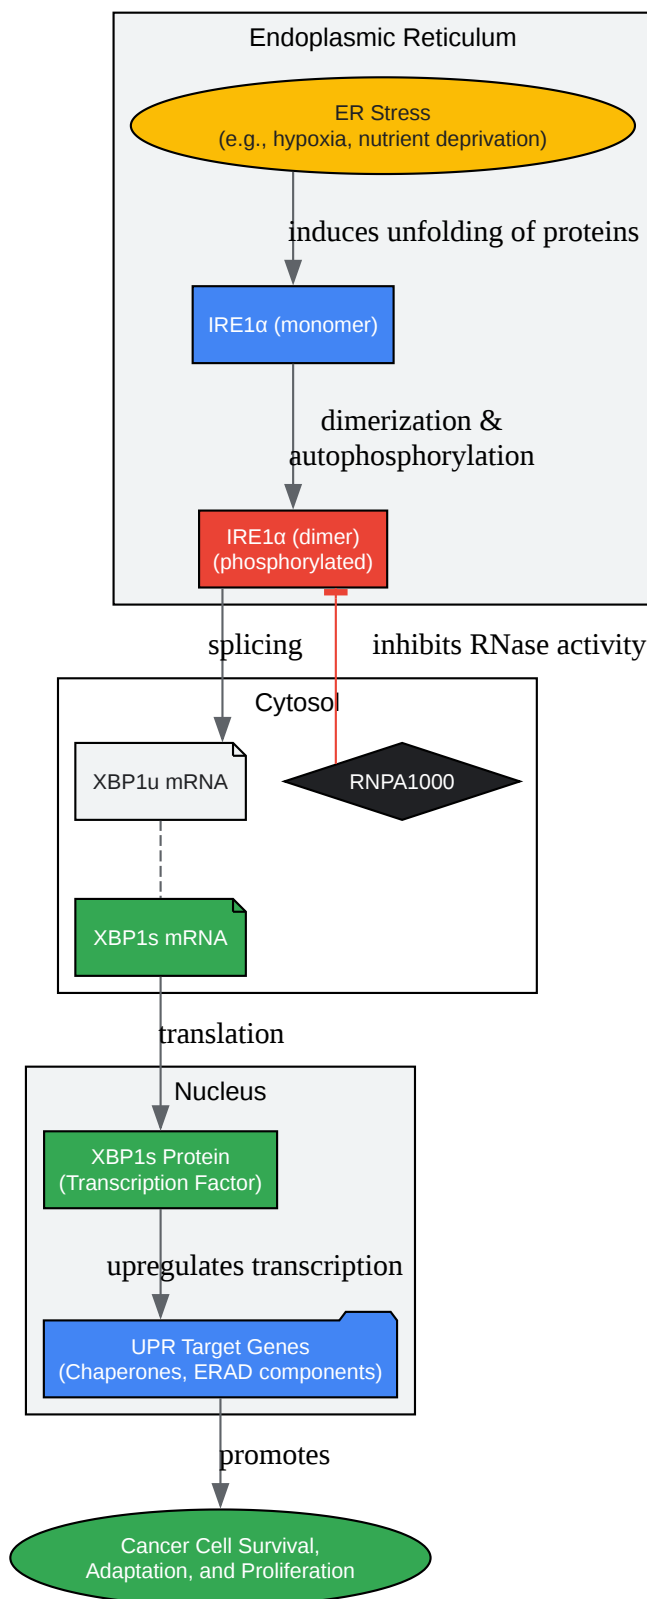 Endoplasmic Reticulum
ER Stress
(e.g., hypoxia, nutrient deprivation)
induces unfolding of proteins
IRE1α (monomer)
dimerization &
autophosphorylation
IRE1α (dimer)
(phosphorylated)
splicing
inhibits RNase activity
Cytosol
XBP1u mRNA
RNPA1000
XBP1s mRNA
translation
Nucleus
XBP1s Protein
(Transcription Factor)
upregulates transcription
UPR Target Genes
(Chaperones, ERAD components)
promotes
Cancer Cell Survival,
Adaptation, and Proliferation